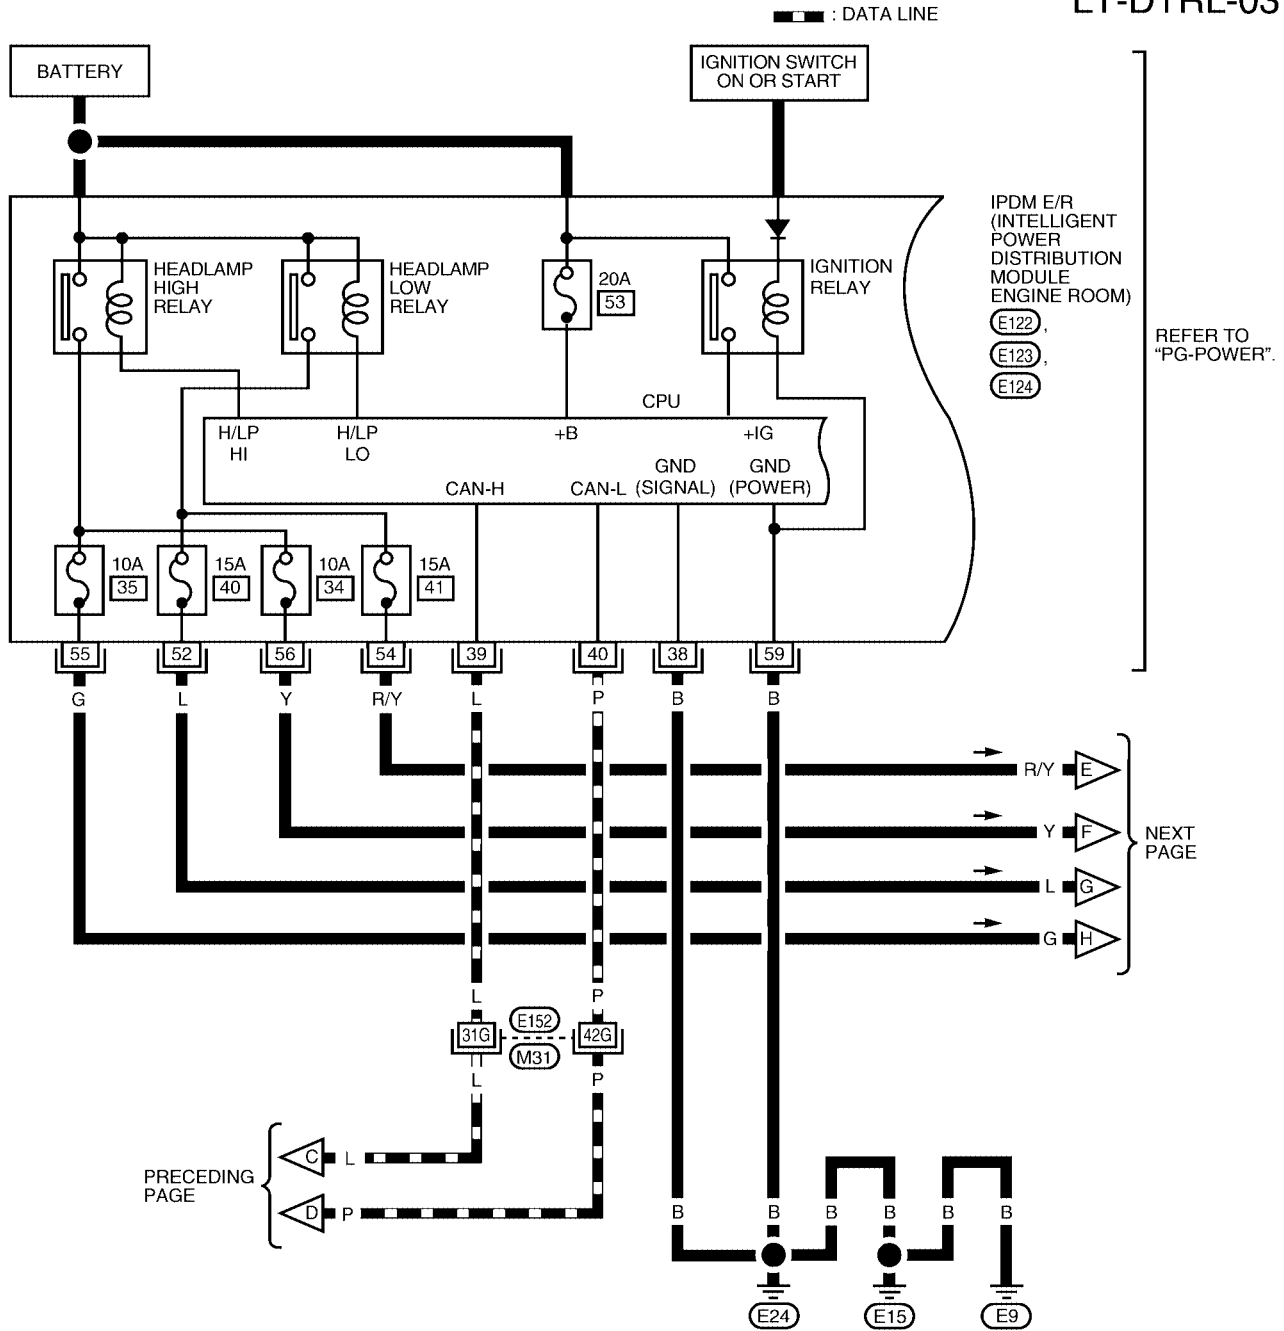 : DATA LINE
LT-DTRL-03
BATTERY
IGNITION SWITCH
ON OR START
HEADLAMP
HIGH
RELAY
HEADLAMP
LOW
RELAY
20A
53
IGNITION
RELAY
IPDM E/R
(INTELLIGENT
POWER
DISTRIBUTION
MODULE
ENGINE ROOM)
E122 ,
E123 ,
E124
REFER TO
“PG-POWER”.
CPU
H/LP
HI
H/LP
LO
+B
+IG
CAN-H
CAN-L
GND
(SIGNAL)
GND
(POWER)
10A
35
15A
40
10A
34
15A
41
55
52
56
54
39
40
38
59
G
L
Y
R/Y
L
P
B
B
R/Y
E
Y
F
L
G
G
H
NEXT
PAGE
L
P
31G
E152
M31
42G
L
P
PRECEDING
PAGE
C
L
D
P
B
B
B
B
B
B
E24
E15
E9